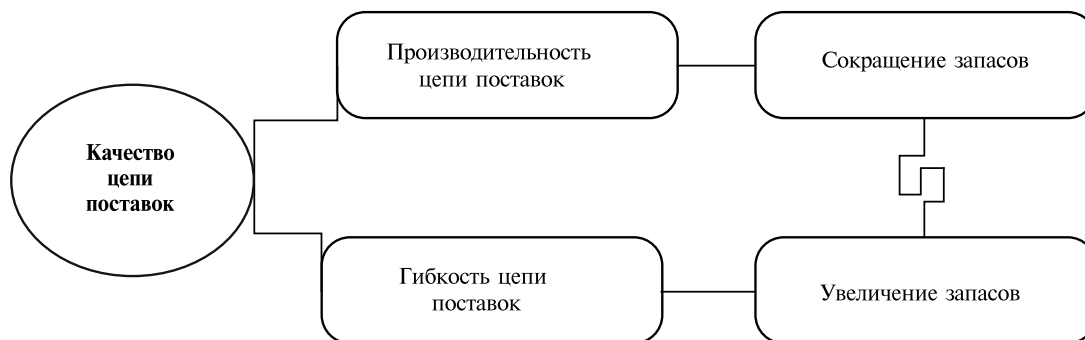 Производительность
цепи поставок
Сокращение запасов
Качество
цепи
поставок
Гибкость цепи
поставок
Увеличение запасов